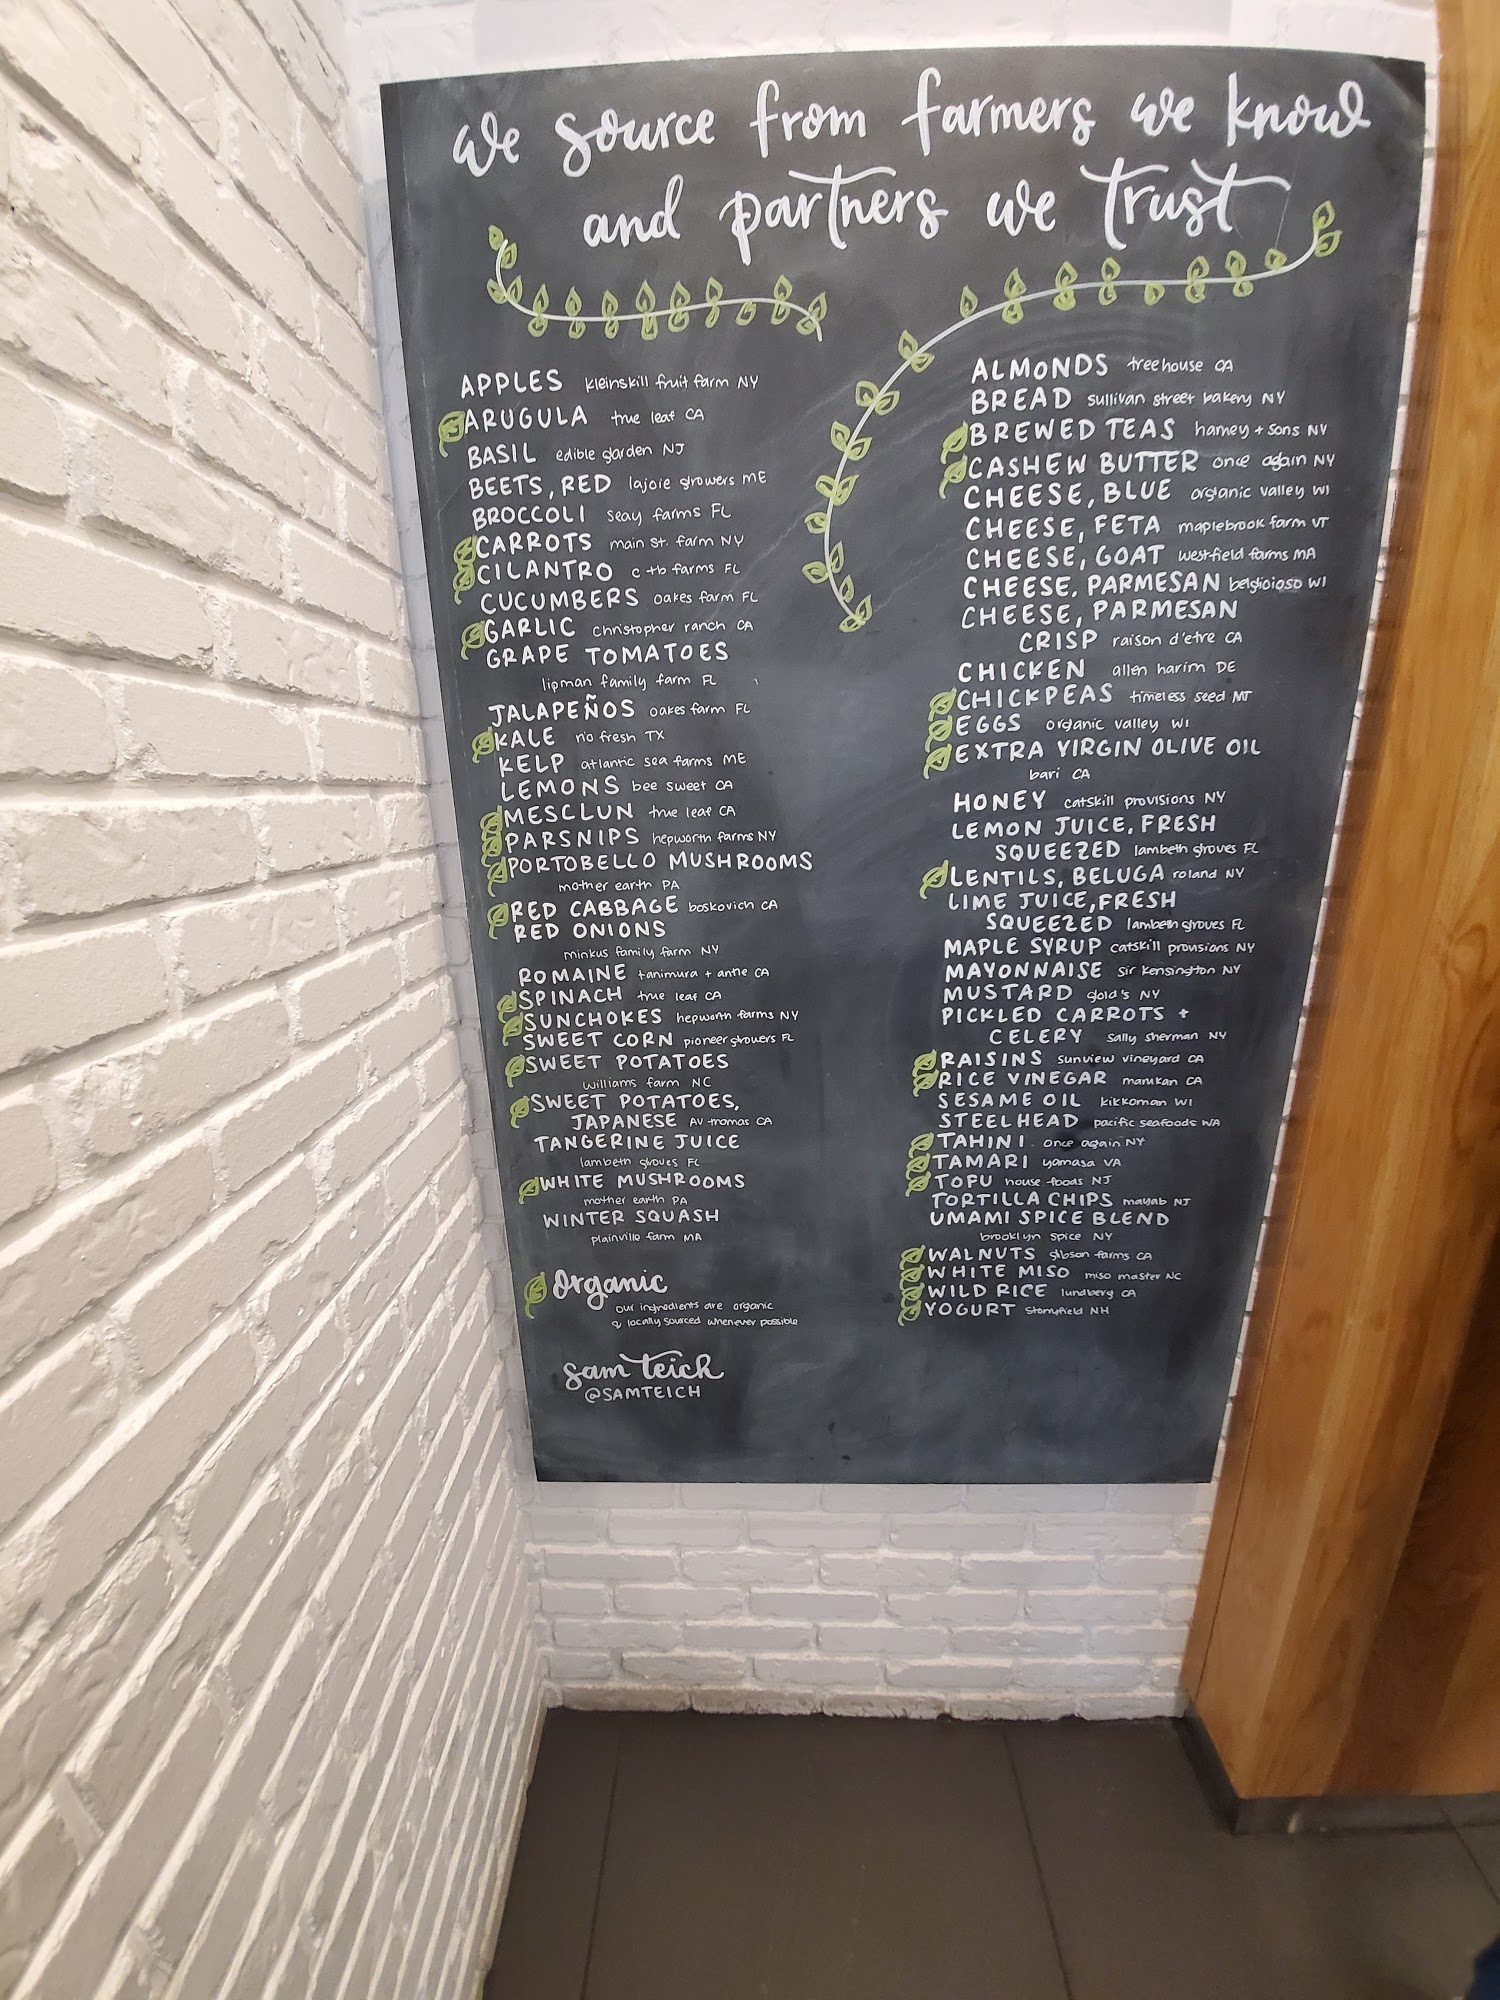 we source from farmers we know
and partners we trust
APPLES kleinskill fruit farm NY
ARUGULA true leaf CA
BASIL edible garden NJ
BEETS, RED lajoie growers ME
BROCCOLI seay farms FL
CARROTS main st. farm NY
CILANTRO c+b farms FL
CUCUMBERS oakes farm FL
GARLIC christopher ranch CA
GRAPE TOMATOES
lipman family farm FL
JALAPEÑOS oakes farm FL
KALE rio fresh TX
KELP atlantic sea farms ME
LEMONS bee sweet CA
MESCLUN true leaf CA
PARSNIPS hepworth farms NY
PORTOBELLO MUSHROOMS
mother earth PA
RED CABBAGE boskovich CA
RED ONIONS
minkus family farm NY
ROMAINE tanimura + antle CA
SPINACH true leaf CA
SUNCHOKES hepworth farms NY
SWEET CORN pioneer growers FL
SWEET POTATOES
williams farm NC
SWEET POTATOES,
JAPANESE AV thomas CA
TANGERINE JUICE
lambeth groves FL
WHITE MUSHROOMS
mother earth PA
WINTER SQUASH
plainville farm MA
organic
our ingredients are organic
& locally sourced whenever possible
sam teich
@SAMTEICH
ALMONDS treehouse CA
BREAD sullivan street bakery NY
BREWED TEAS harney + sons NY
CASHEW BUTTER once again NY
CHEESE, BLUE organic valley WI
CHEESE, FETA maplebrook farm VT
CHEESE, GOAT westfield farms MA
CHEESE, PARMESAN belgioioso WI
CHEESE, PARMESAN
CRISP raison d'etre CA
CHICKEN allen harim DE
CHICKPEAS timeless seed MT
EGGS organic valley WI
EXTRA VIRGIN OLIVE OIL
bari CA
HONEY catskill provisions NY
LEMON JUICE, FRESH
SQUEEZED lambeth groves FL
LENTILS, BELUGA roland NY
LIME JUICE, FRESH
SQUEEZED lambeth groves FL
MAPLE SYRUP catskill provisions NY
MAYONNAISE sir kensington NY
MUSTARD gold's NY
PICKLED CARROTS +
CELERY sally sherman NY
RAISINS sunview vineyard CA
RICE VINEGAR marukan CA
SESAME OIL kikkoman WI
STEELHEAD pacific seafoods WA
TAHINI once again NY
TAMARI yamasa VA
TOFU house foods NJ
TORTILLA CHIPS mayab NJ
UMAMI SPICE BLEND
brooklyn spice NY
WALNUTS gibson farms CA
WHITE MISO miso master NC
WILD RICE lundberg CA
YOGURT stonyfield NH